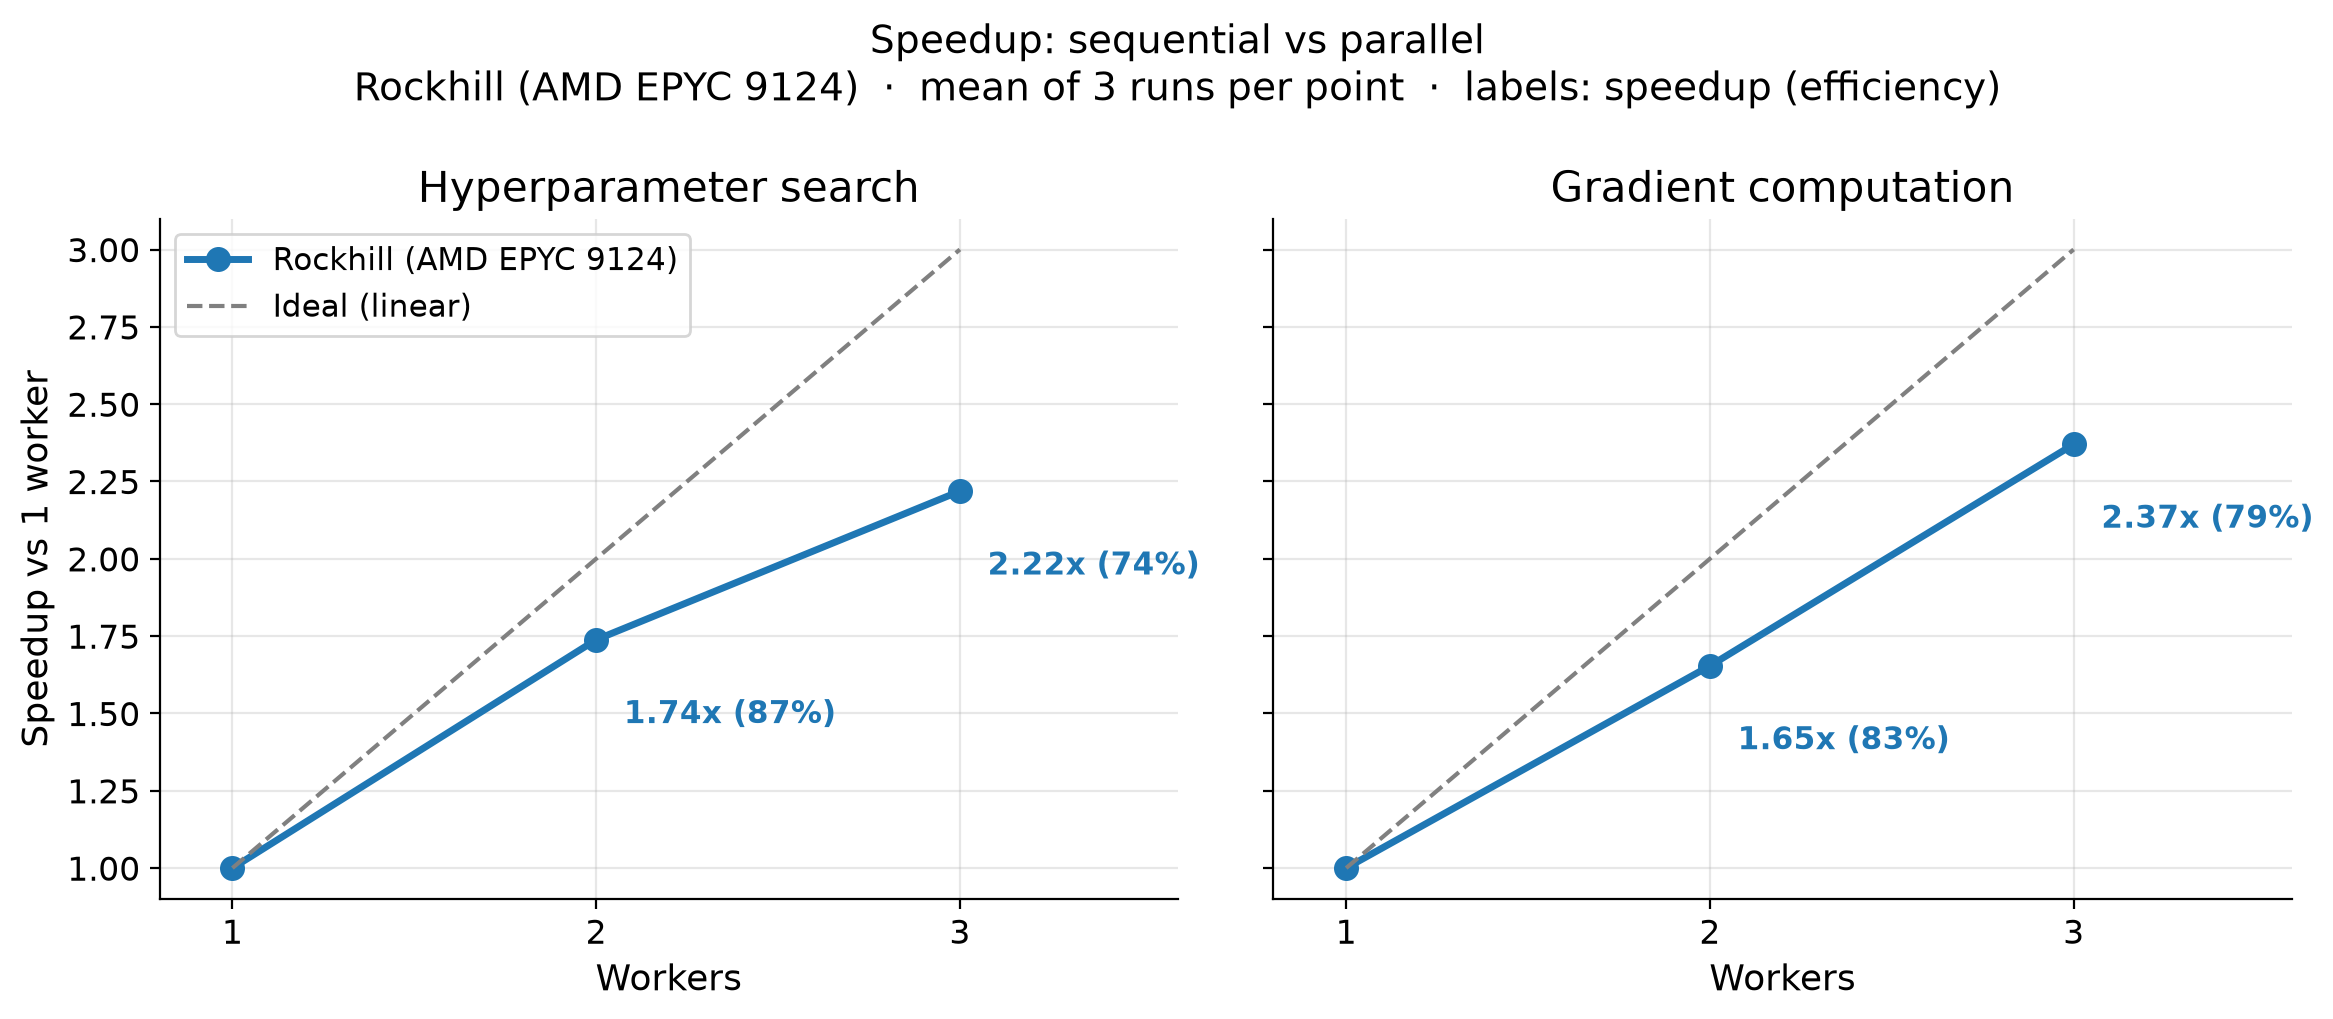 Speedup: sequential vs parallel
Rockhill (AMD EPYC 9124)  ·  mean of 3 runs per point  ·  labels: speedup (efficiency)
Hyperparameter search
Rockhill (AMD EPYC 9124)
Ideal (linear)
Speedup vs 1 worker
3.00
2.75
2.50
2.25
2.00
1.75
1.50
1.25
1.00
1.74x (87%)
2.22x (74%)
1 2 3
Workers
Gradient computation
1.65x (83%)
2.37x (79%)
1 2 3
Workers